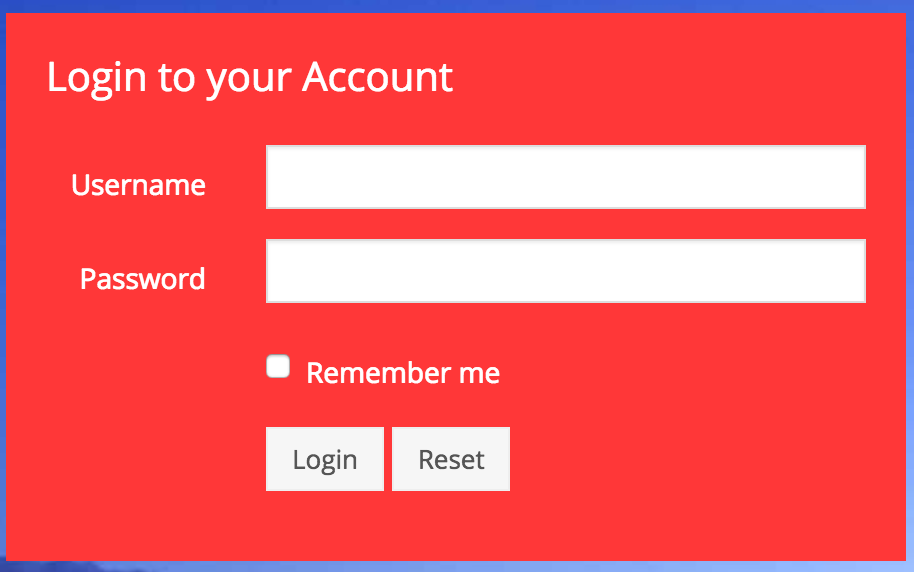 Login to your Account
Username
Password
Remember me
Login Reset